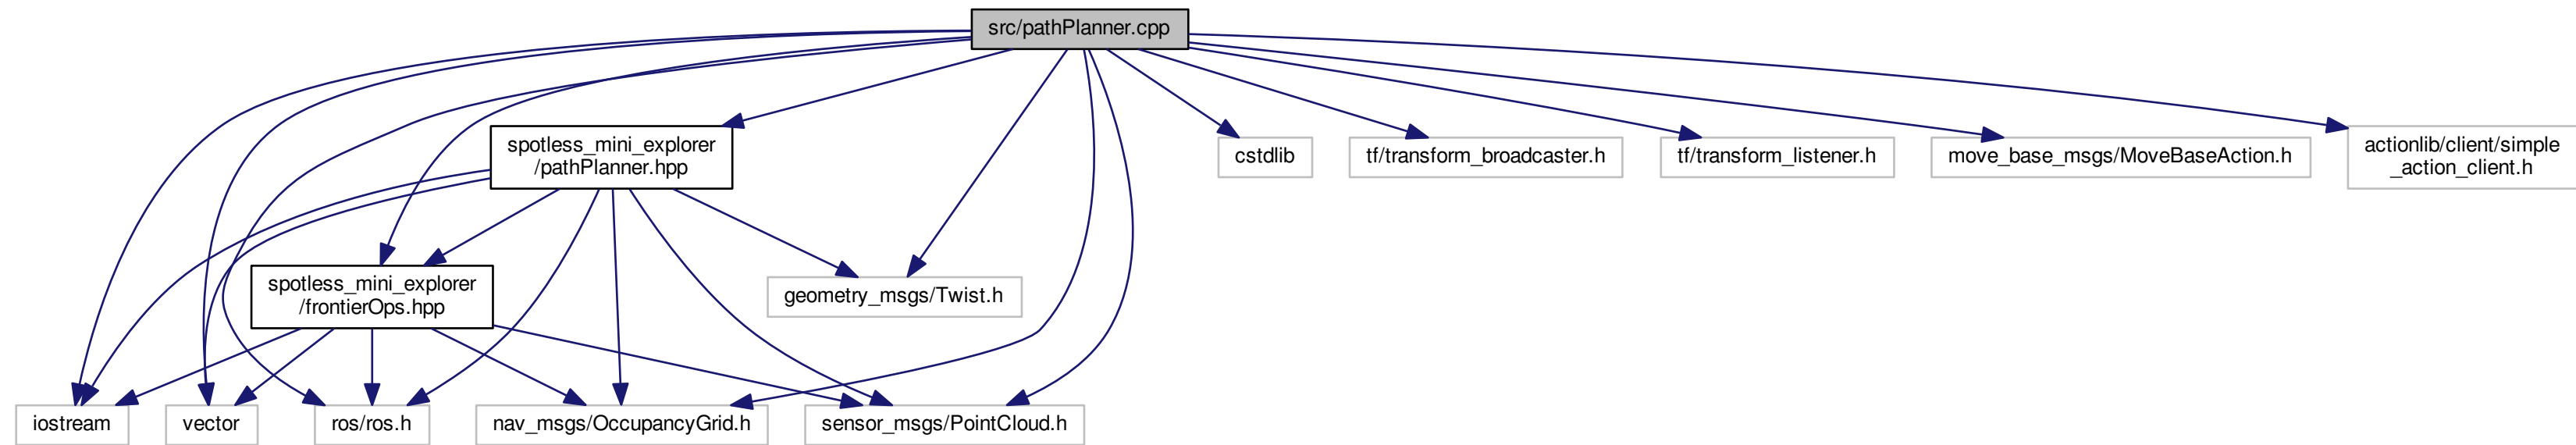 src/pathPlanner.cpp
spotless_mini_explorer
/pathPlanner.hpp
cstdlib
tf/transform_broadcaster.h
tf/transform_listener.h
move_base_msgs/MoveBaseAction.h
actionlib/client/simple
_action_client.h
spotless_mini_explorer
/frontierOps.hpp
geometry_msgs/Twist.h
iostream
vector
ros/ros.h
nav_msgs/OccupancyGrid.h
sensor_msgs/PointCloud.h